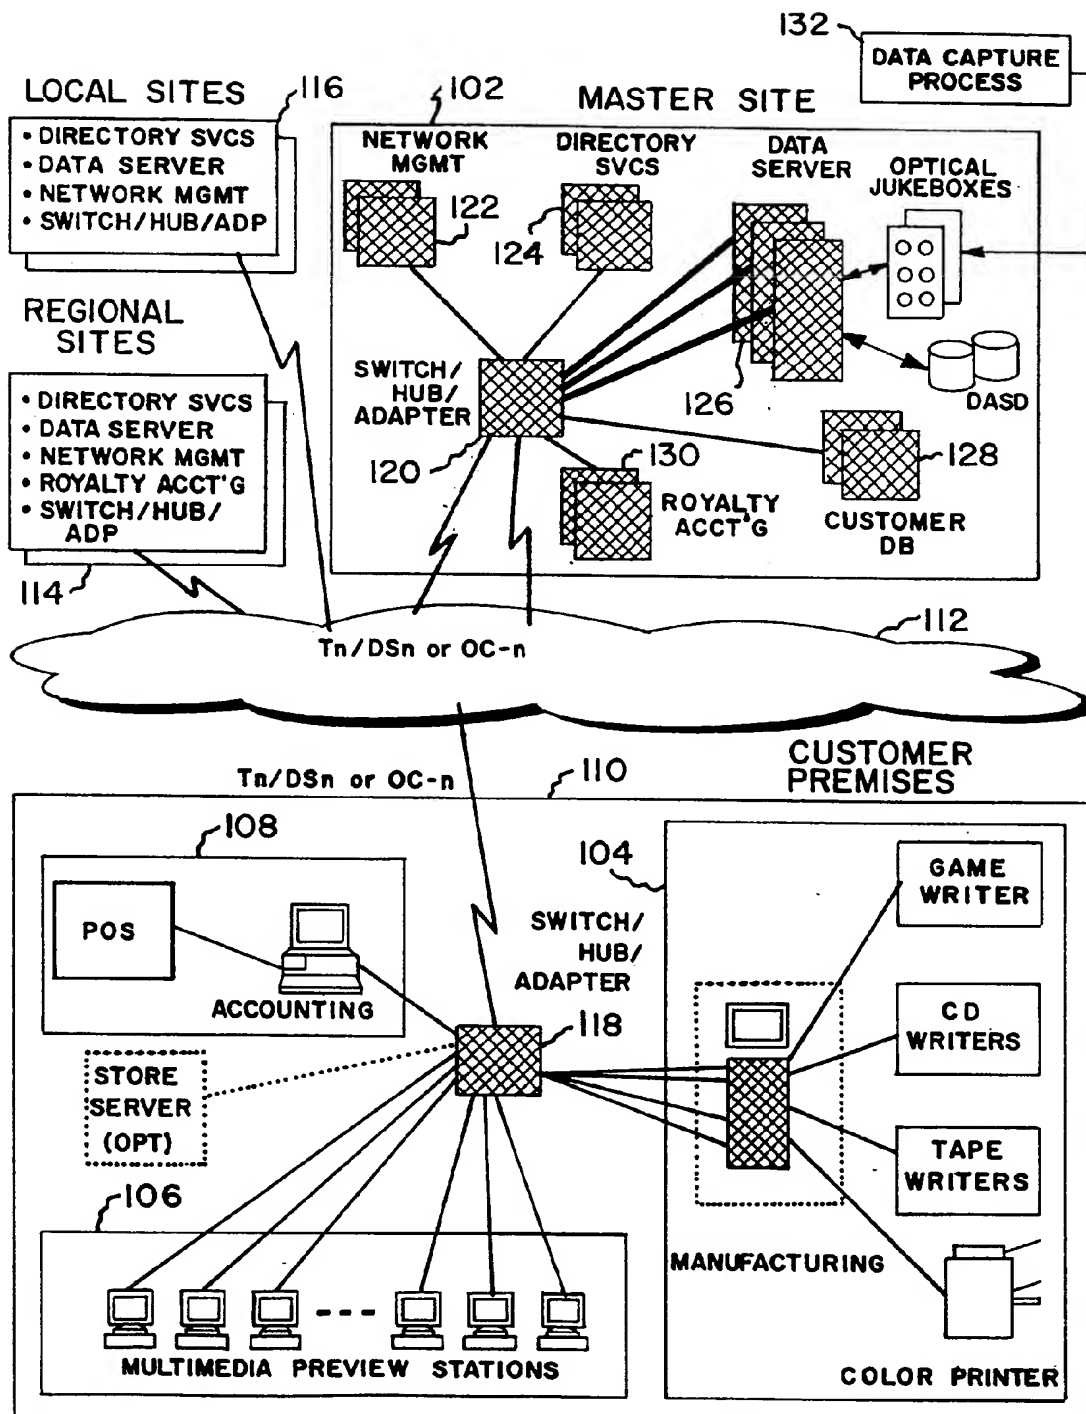 132
DATA CAPTURE
PROCESS
LOCAL SITES
116
• DIRECTORY SVCS
• DATA SERVER
• NETWORK MGMT
• SWITCH/HUB/ADP
102
MASTER SITE
NETWORK
MGMT
122
DIRECTORY
SVCS
124
DATA
SERVER
126
OPTICAL
JUKEBOXES
DASD
REGIONAL
SITES
• DIRECTORY SVCS
• DATA SERVER
• NETWORK MGMT
• ROYALTY ACCT'G
• SWITCH/HUB/
ADP
114
SWITCH/
HUB/
ADAPTER
120
130
ROYALTY
ACCT'G
128
CUSTOMER
DB
112
Tn/DSn or OC-n
Tn/DSn or OC-n
110
CUSTOMER
PREMISES
108
POS
ACCOUNTING
SWITCH/
HUB/
ADAPTER
118
STORE
SERVER
(OPT)
106
MULTIMEDIA PREVIEW STATIONS
104
GAME
WRITER
CD
WRITERS
TAPE
WRITERS
MANUFACTURING
COLOR PRINTER